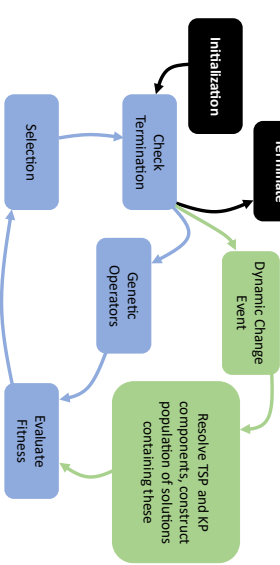 Initialization
Terminate
Check
Termination
Selection
Genetic
Operators
Dynamic Change
Event
Resolve TSP and KP
components, construct
population of solutions
containing these
Evaluate
Fitness